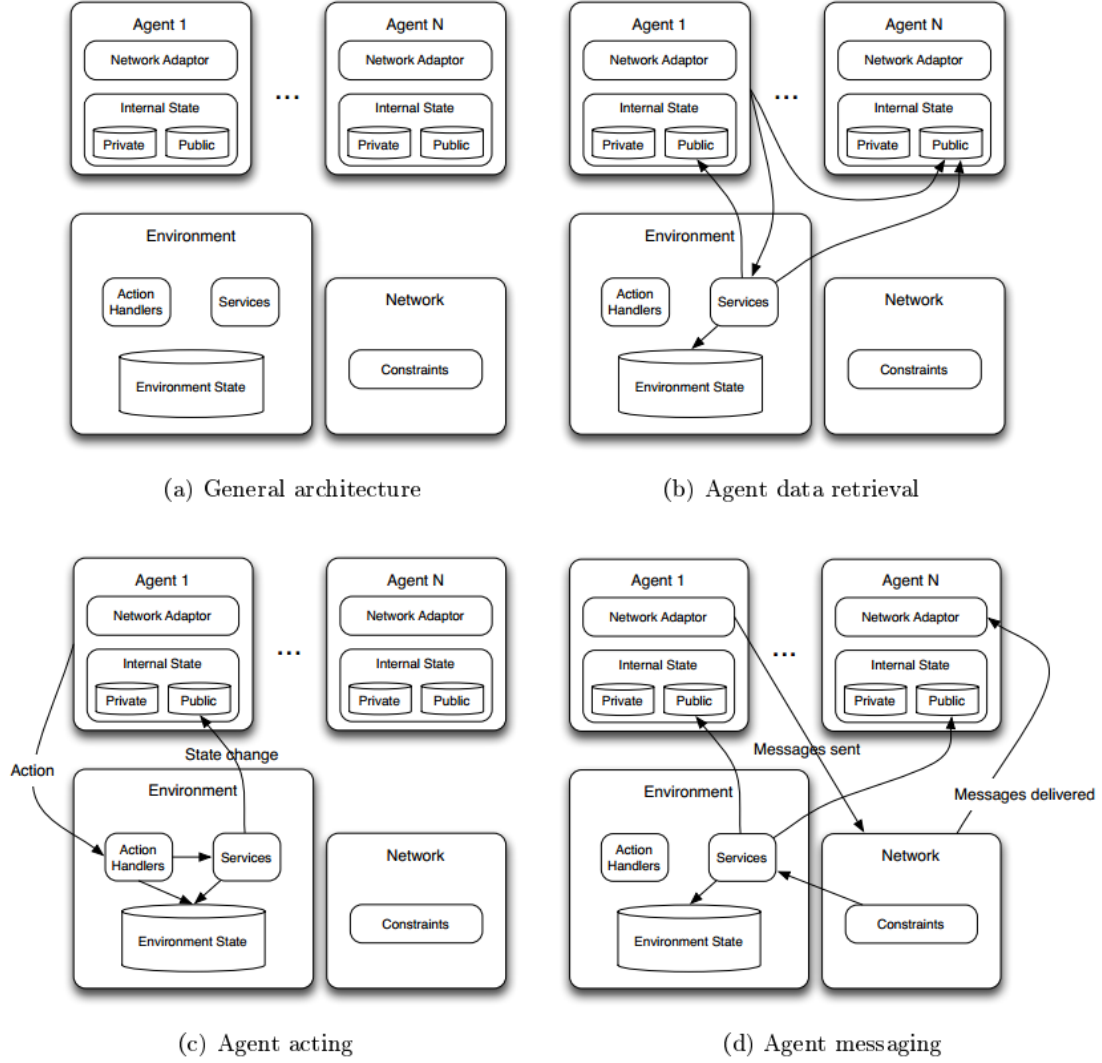 Agent 1
Network Adaptor
Internal State
Private
Public
...
Agent N
Network Adaptor
Internal State
Private
Public
Environment
Action
Handlers
Services
Environment State
Network
Constraints
(a) General architecture
Agent 1
Network Adaptor
Internal State
Private
Public
...
Agent N
Network Adaptor
Internal State
Private
Public
Environment
Action
Handlers
Services
Environment State
Network
Constraints
(b) Agent data retrieval
Agent 1
Network Adaptor
Internal State
Private
Public
...
Agent N
Network Adaptor
Internal State
Private
Public
State change
Action
Environment
Action
Handlers
Services
Environment State
Network
Constraints
(c) Agent acting
Agent 1
Network Adaptor
Internal State
Private
Public
...
Agent N
Network Adaptor
Internal State
Private
Public
Messages sent
Messages delivered
Environment
Action
Handlers
Services
Environment State
Network
Constraints
(d) Agent messaging